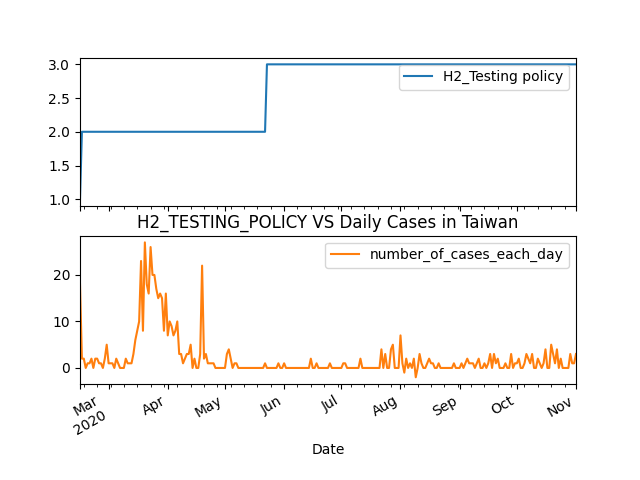 3.0
2.5
2.0
1.5
1.0
H2_Testing policy
H2_TESTING_POLICY VS Daily Cases in Taiwan
20
10
0
number_of_cases_each_day
Mar
2020
Apr
May
Jun
Jul
Aug
Sep
Oct
Nov
Date